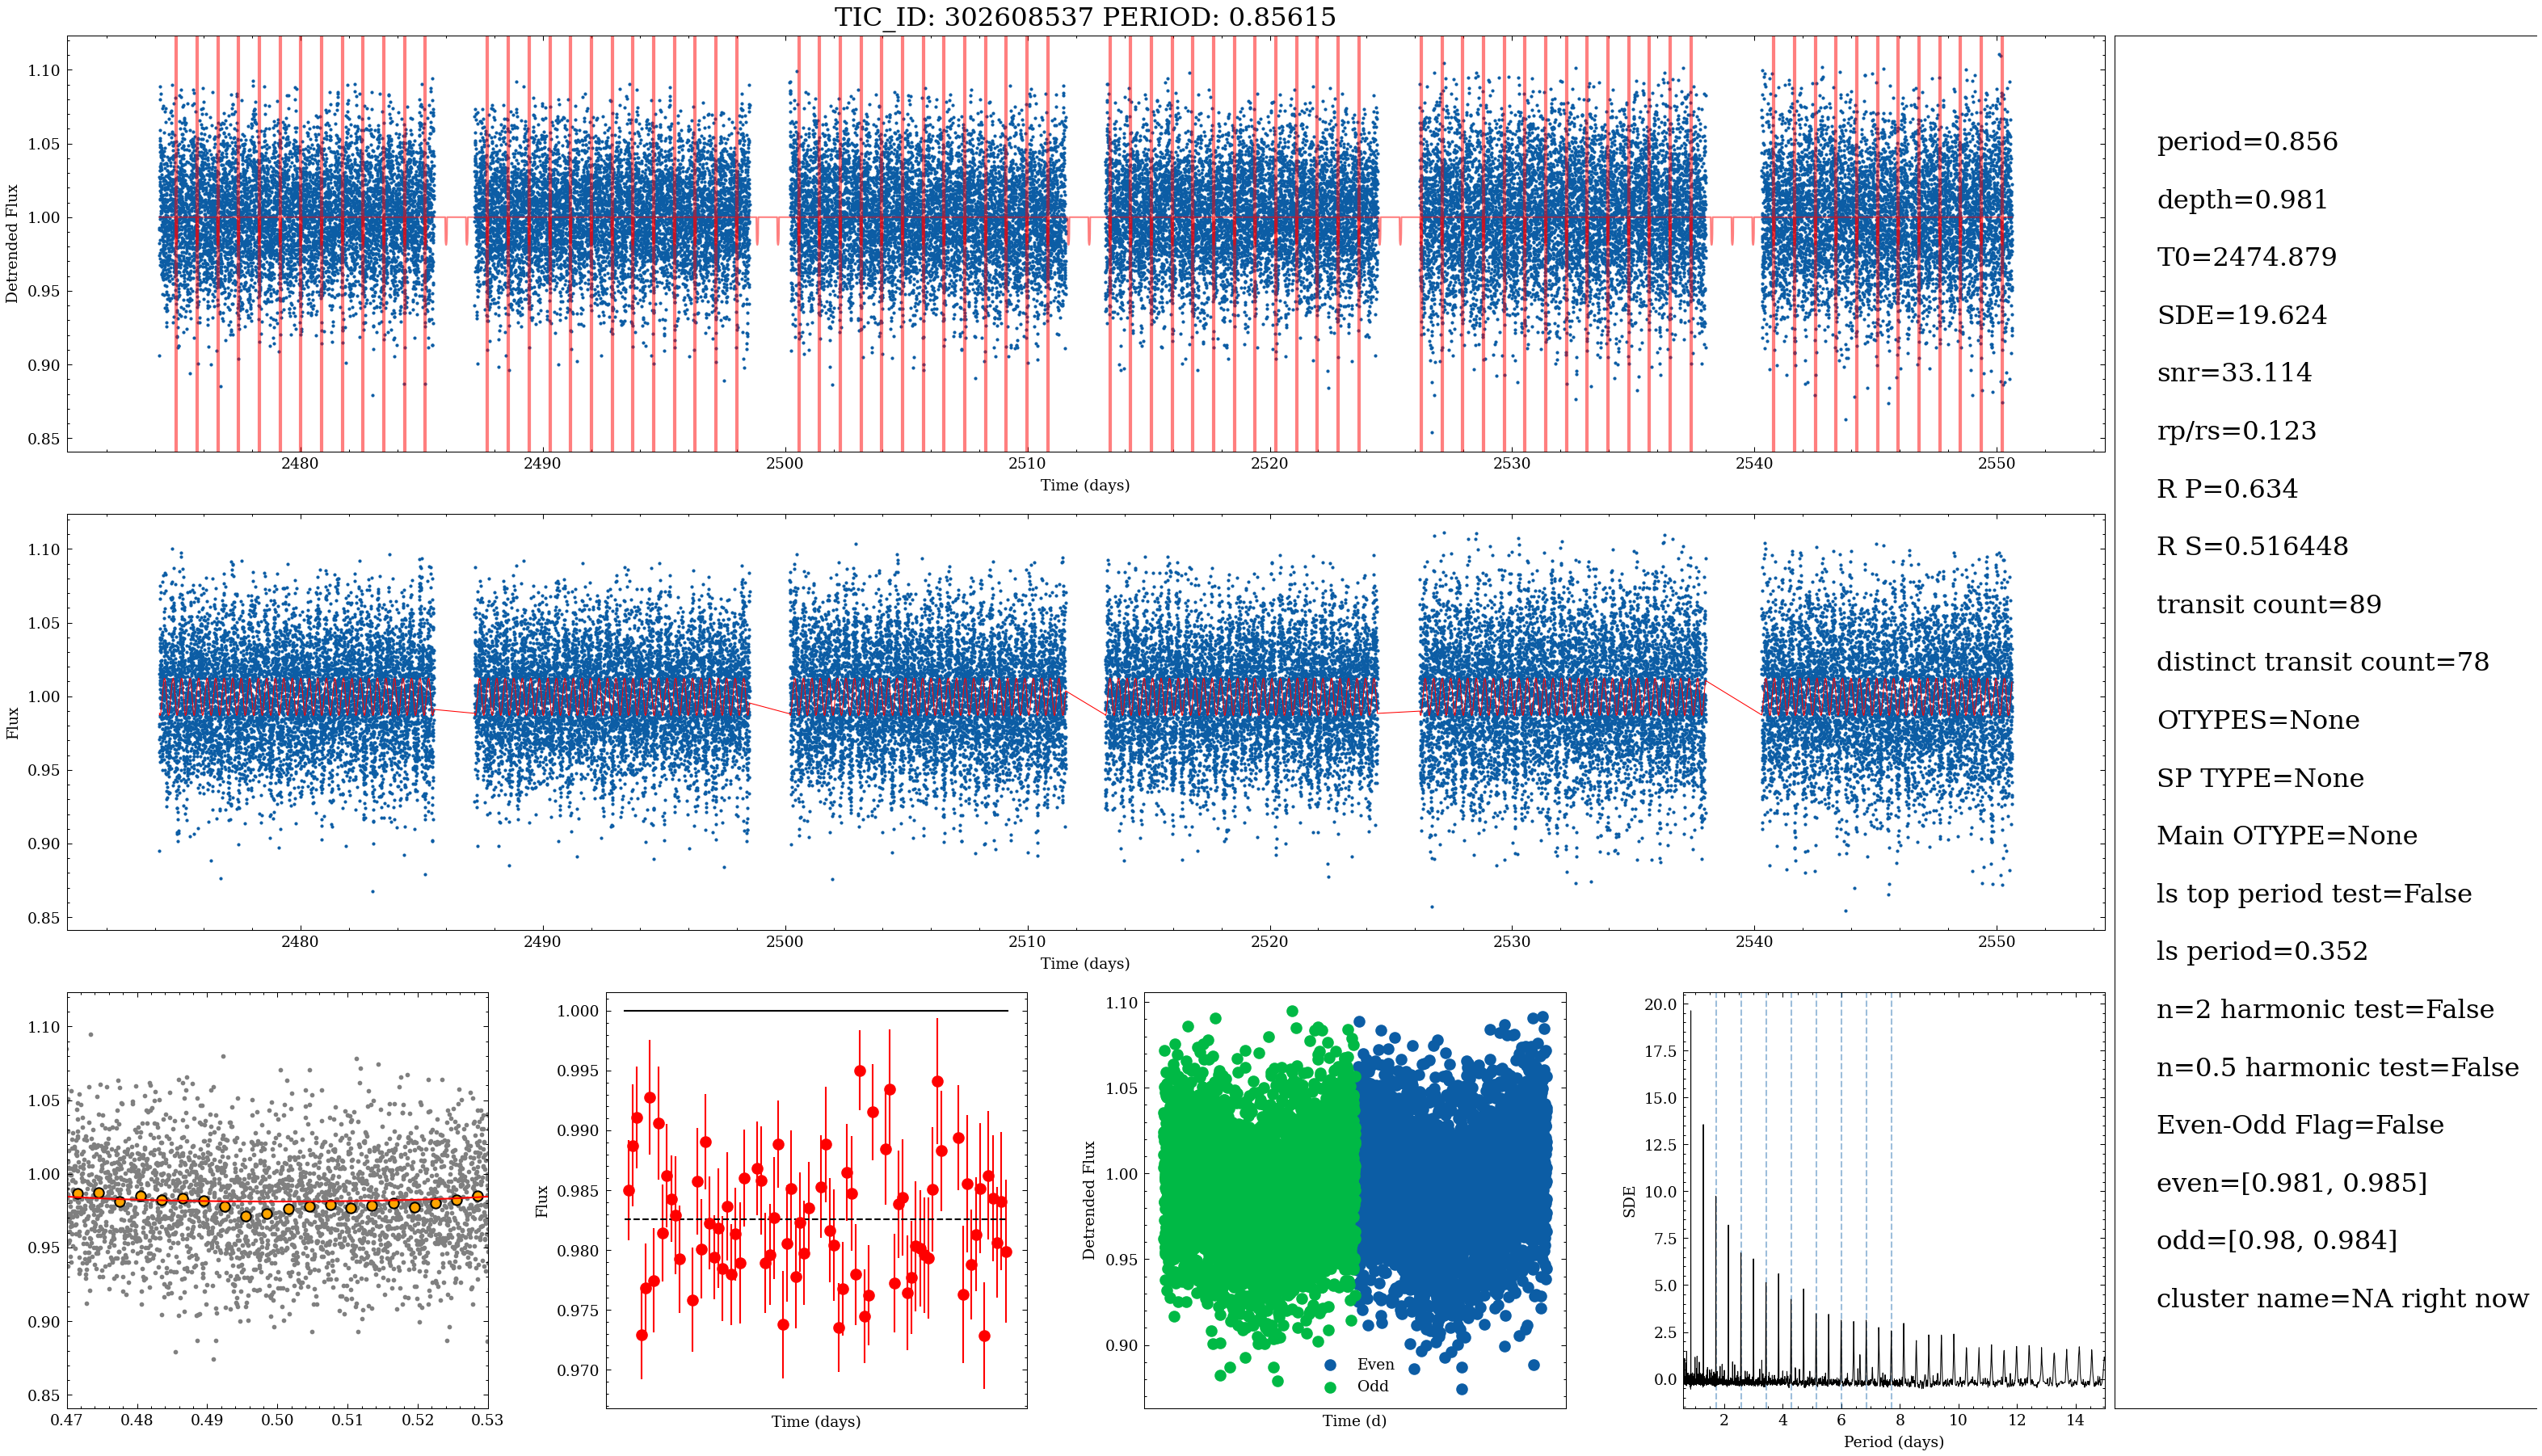 TIC_ID: 302608537 PERIOD: 0.85615
Detrended Flux
1.10
1.05
1.00
0.95
0.90
0.85
2480 2490 2500 2510 2520 2530 2540 2550
Time (days)
Flux
1.10
1.05
1.00
0.95
0.90
0.85
2480 2490 2500 2510 2520 2530 2540 2550
Time (days)
1.10
1.05
1.00
0.95
0.90
0.85
0.47 0.48 0.49 0.50 0.51 0.52 0.53
Flux
1.000
0.995
0.990
0.985
0.980
0.975
0.970
Time (days)
Detrended Flux
1.10
1.05
1.00
0.95
0.90
Even
Odd
Time (d)
SDE
20.0
17.5
15.0
12.5
10.0
7.5
5.0
2.5
0.0
2 4 6 8 10 12 14
Period (days)
period=0.856
depth=0.981
T0=2474.879
SDE=19.624
snr=33.114
rp/rs=0.123
R P=0.634
R S=0.516448
transit count=89
distinct transit count=78
OTYPES=None
SP TYPE=None
Main OTYPE=None
ls top period test=False
ls period=0.352
n=2 harmonic test=False
n=0.5 harmonic test=False
Even-Odd Flag=False
even=[0.981, 0.985]
odd=[0.98, 0.984]
cluster name=NA right now